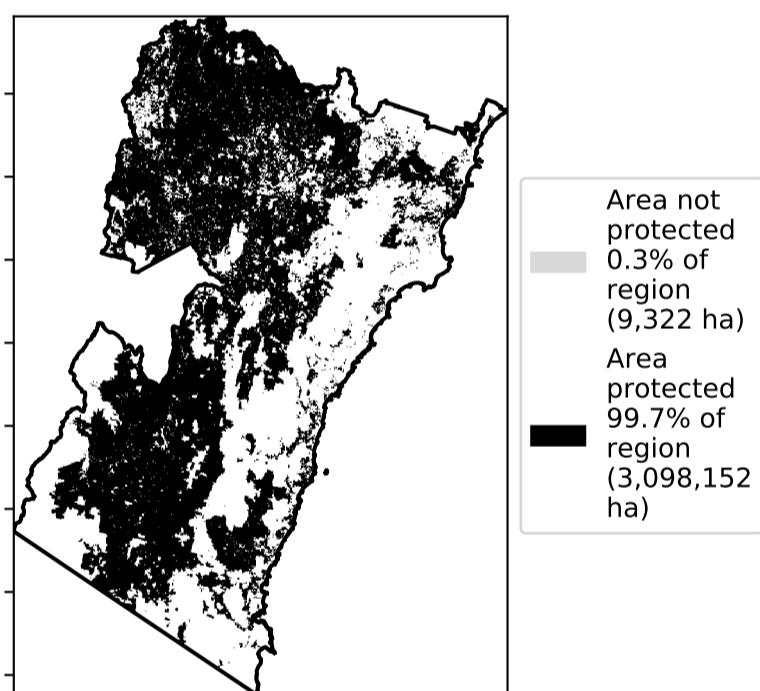 Area not
protected
0.3% of
region
(9,322 ha)
Area
protected
99.7% of
region
(3,098,152
ha)